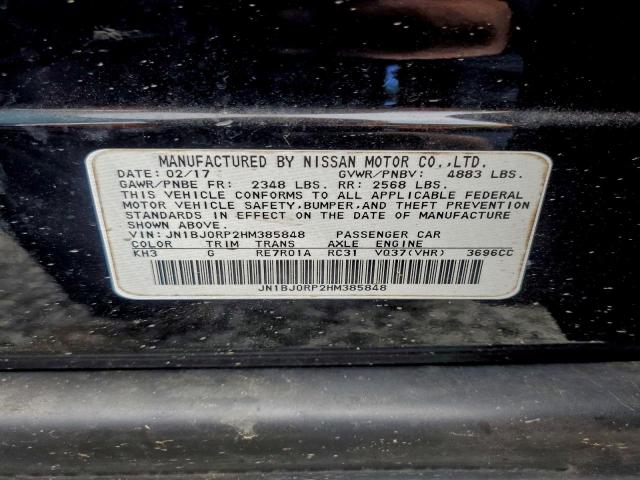 MANUFACTURED BY NISSAN MOTOR CO.,LTD.
DATE: 02/17 GVWR/PNBV: 4883 LBS.
GAWR/PNBE FR: 2348 LBS. RR: 2568 LBS.
THIS VEHICLE CONFORMS TO ALL APPLICABLE FEDERAL
MOTOR VEHICLE SAFETY,BUMPER,AND THEFT PREVENTION
STANDARDS IN EFFECT ON THE DATE OF MANUFACTURE
SHOWN ABOVE.
VIN: JN1BJ0RP2HM385848 PASSENGER CAR
COLOR TRIM TRANS AXLE ENGINE
KH3 G RE7R01A RC31 VQ37(VHR) 3696CC
JN1BJ0RP2HM385848